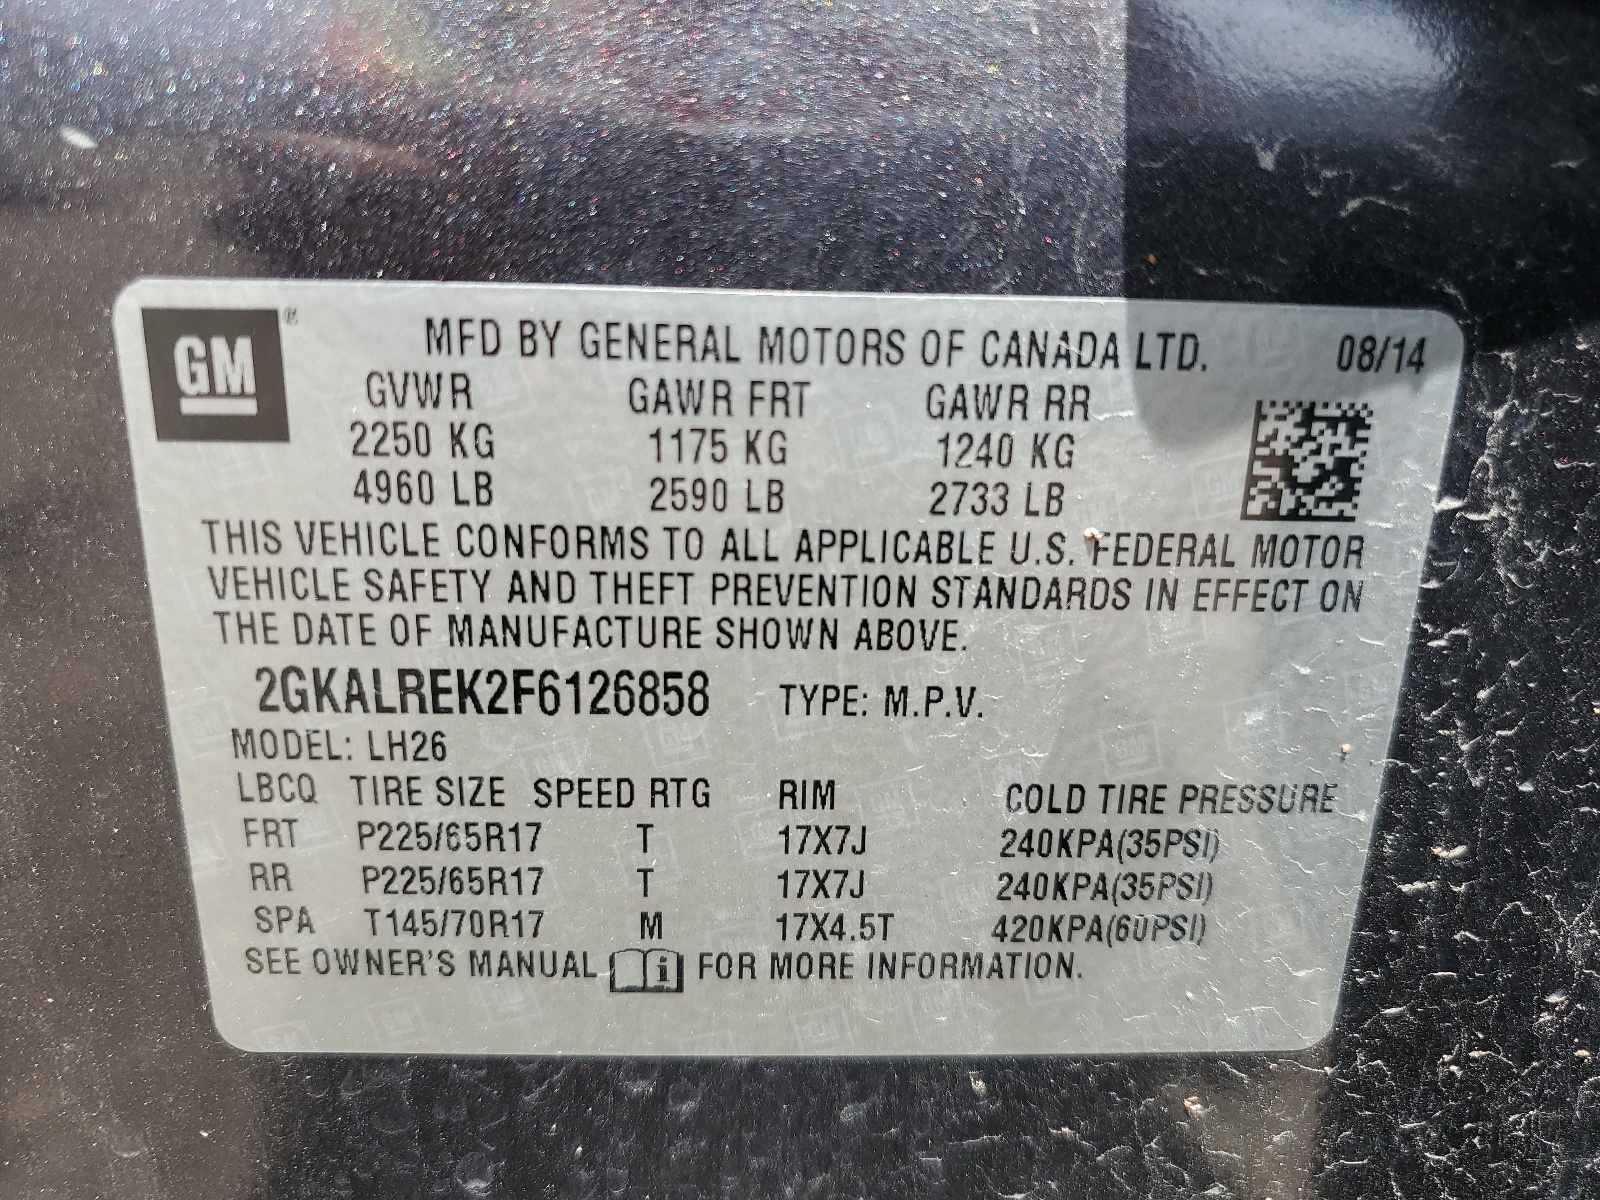 GM ®
MFD BY GENERAL MOTORS OF CANADA LTD. 08/14
GVWR GAWR FRT GAWR RR
2250 KG 1175 KG 1240 KG
4960 LB 2590 LB 2733 LB
THIS VEHICLE CONFORMS TO ALL APPLICABLE U.S. FEDERAL MOTOR
VEHICLE SAFETY AND THEFT PREVENTION STANDARDS IN EFFECT ON
THE DATE OF MANUFACTURE SHOWN ABOVE.
2GKALREK2F6126858 TYPE: M.P.V.
MODEL: LH26
LBCQ TIRE SIZE SPEED RTG RIM COLD TIRE PRESSURE
FRT P225/65R17 T 17X7J 240KPA(35PSI)
RR P225/65R17 T 17X7J 240KPA(35PSI)
SPA T145/70R17 M 17X4.5T 420KPA(60PSI)
SEE OWNER'S MANUAL i FOR MORE INFORMATION.